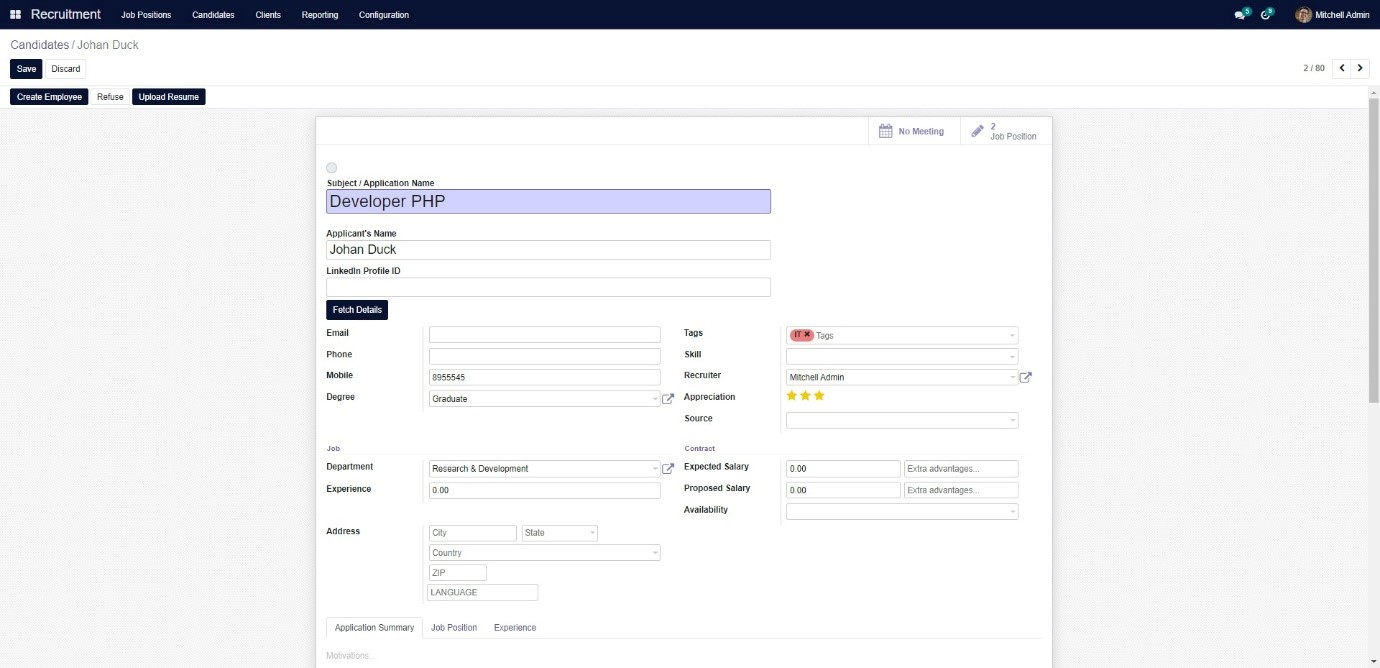 Recruitment Job Positions Candidates Clients Reporting Configuration 5 9 Mitchell Admin
Candidates / Johan Duck
Save Discard 2 / 80
Create Employee Refuse Upload Resume
No Meeting 2 Job Position
Subject / Application Name
Developer PHP
Applicant's Name
Johan Duck
LinkedIn Profile ID
Fetch Details
Email Tags IT Tags
Phone Skill
Mobile 8955545 Recruiter Mitchell Admin
Degree Graduate Appreciation
Source
Job Contract
Department Research & Development Expected Salary 0.00 Extra advantages...
Experience 0.00 Proposed Salary 0.00 Extra advantages...
Availability
Address City State
Country
ZIP
LANGUAGE
Application Summary Job Position Experience
Motivations...